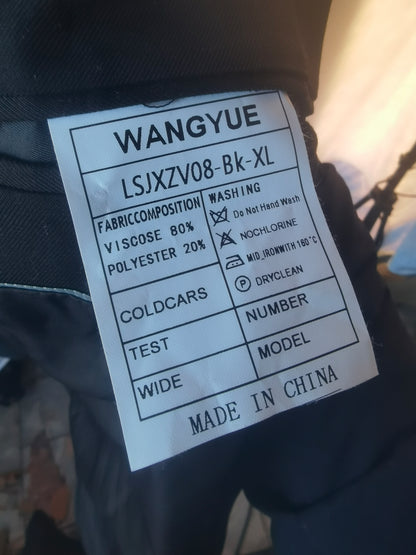 WANGYUE
LSJXZV08-Bk-XL
FABRICCOMPOSITION
VISCOSE 80%
POLYESTER 20%
WASHING
Do Not Hand Wash
NOCHLORINE
MID_IRONWITH 160°C
P DRYCLEAN
COLDCARS
NUMBER
TEST
MODEL
WIDE
MADE IN CHINA